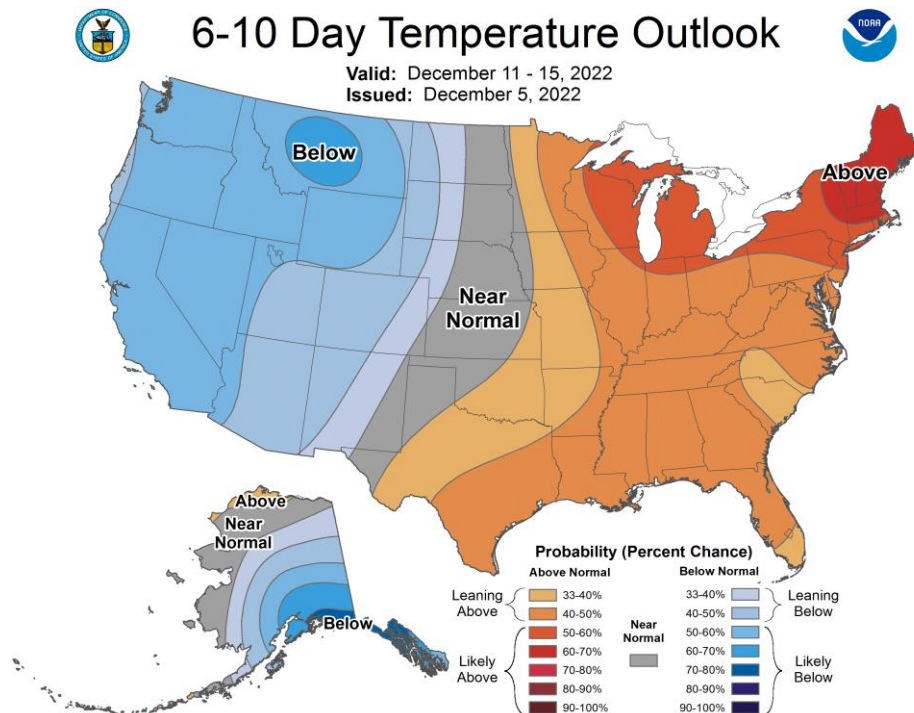 6-10 Day Temperature Outlook
NOAA
Valid: December 11 - 15, 2022
Issued: December 5, 2022
Below
Above
Near
Normal
Above
Near
Normal
Below
Probability (Percent Chance)
Above Normal
Below Normal
Leaning
Above
33-40%
40-50%
Likely
Above
50-60%
60-70%
70-80%
80-90%
90-100%
Near
Normal
33-40%
40-50%
Leaning
Below
50-60%
60-70%
70-80%
80-90%
90-100%
Likely
Below